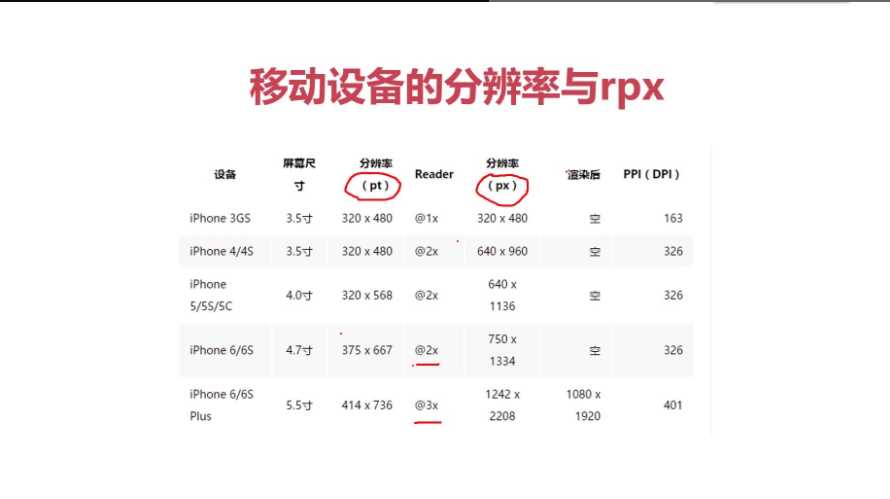 移动设备的分辨率与rpx
设备 屏幕尺寸 分辨率（pt） Reader 分辨率（px） 渲染后 PPI（DPI）
iPhone 3GS 3.5寸 320 x 480 @1x 320 x 480 空 163
iPhone 4/4S 3.5寸 320 x 480 @2x 640 x 960 空 326
iPhone 5/5S/5C 4.0寸 320 x 568 @2x 640 x 1136 空 326
iPhone 6/6S 4.7寸 375 x 667 @2x 750 x 1334 空 326
iPhone 6/6S Plus 5.5寸 414 x 736 @3x 1242 x 2208 1080 x 1920 401